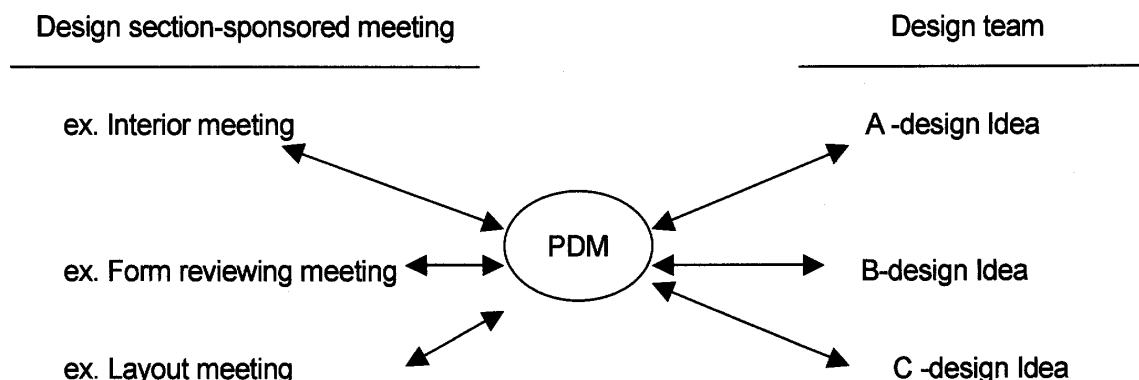 Design section-sponsored meeting
Design team
ex. Interior meeting
A -design Idea
PDM
ex. Form reviewing meeting
B-design Idea
ex. Layout meeting
C -design Idea